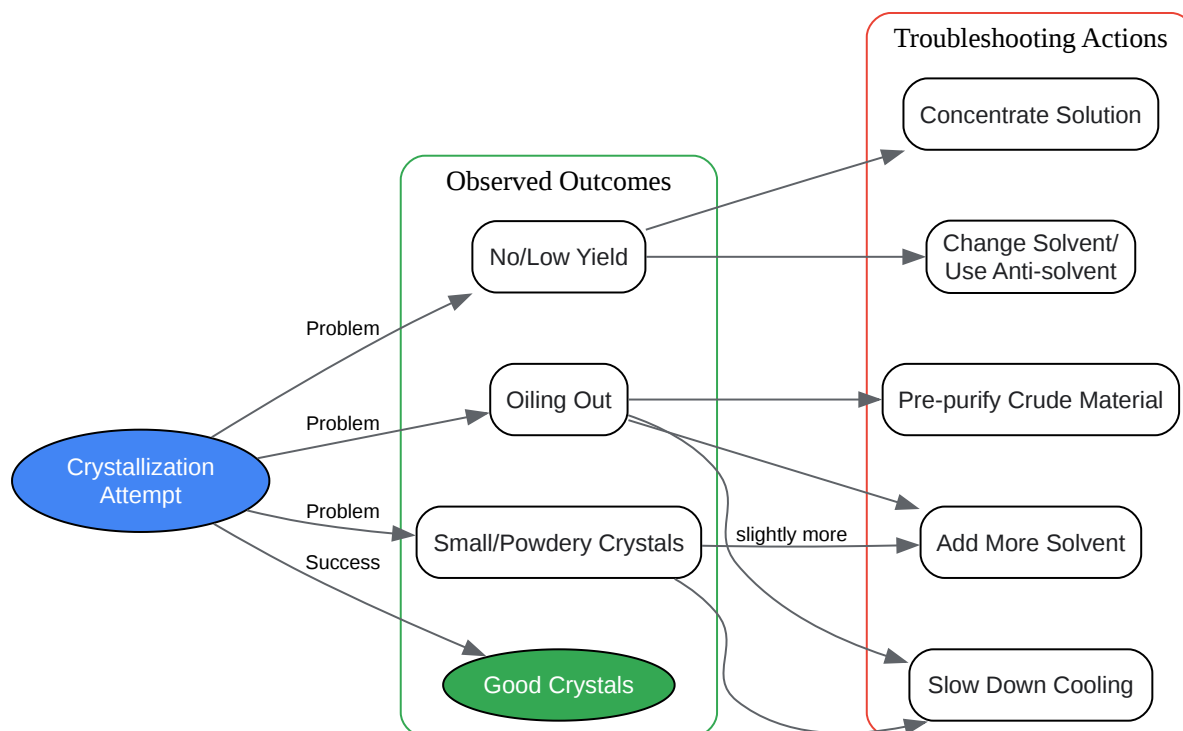 Troubleshooting Actions
Concentrate Solution
Observed Outcomes
No/Low Yield
Change Solvent/
Use Anti-solvent
Problem
Oiling Out
Pre-purify Crude Material
Problem
Crystallization
Attempt
Problem
Small/Powdery Crystals
slightly more
Add More Solvent
Success
Good Crystals
Slow Down Cooling